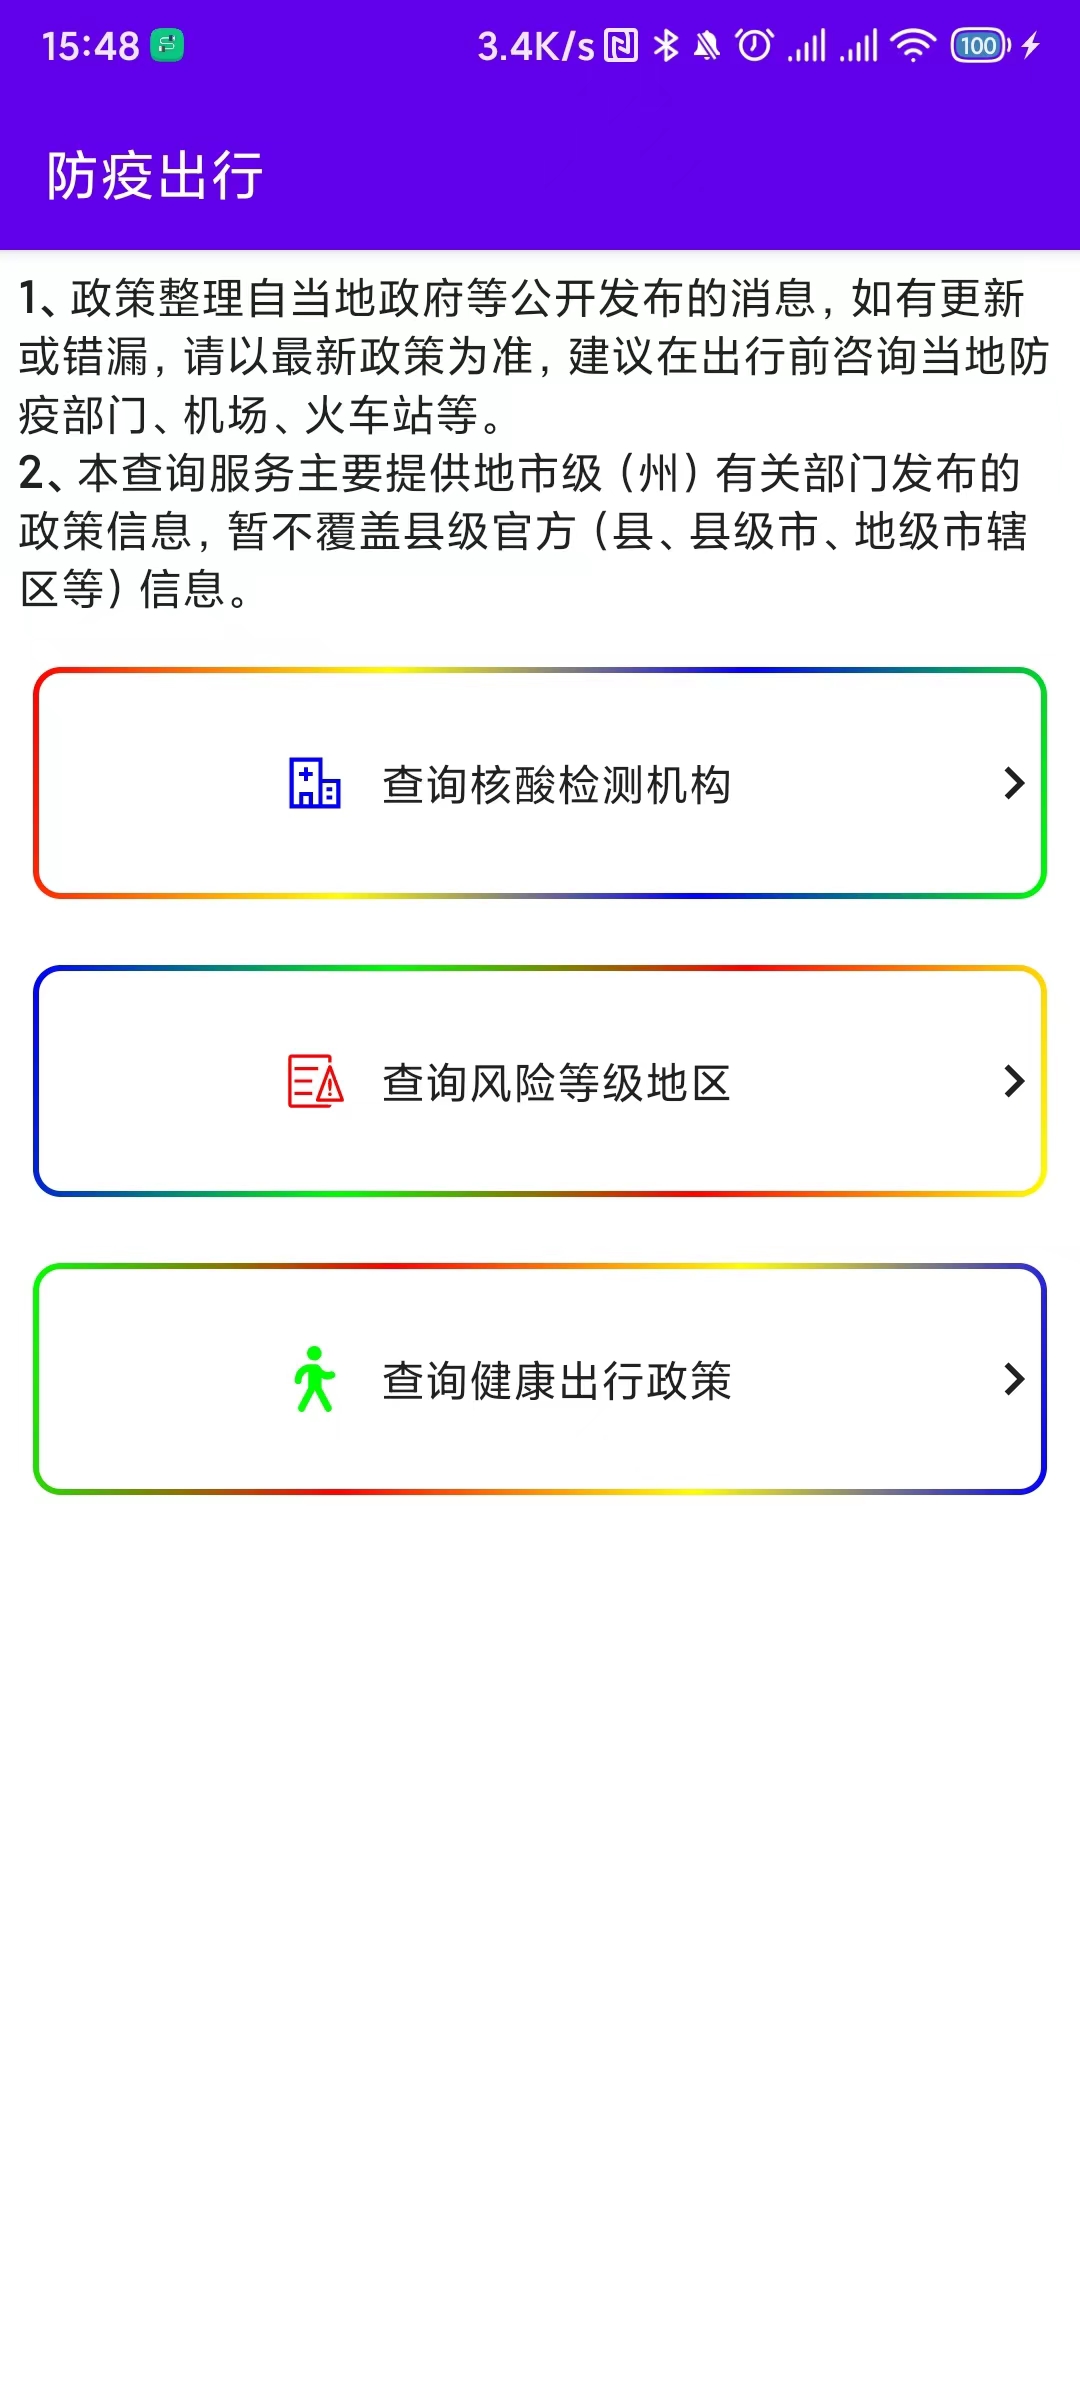 15:48 3.4K/s 100
防疫出行
1、政策整理自当地政府等公开发布的消息，如有更新
或错漏，请以最新政策为准，建议在出行前咨询当地防
疫部门、机场、火车站等。
2、本查询服务主要提供地市级（州）有关部门发布的
政策信息，暂不覆盖县级官方（县、县级市、地级市辖
区等）信息。
查询核酸检测机构
查询风险等级地区
查询健康出行政策